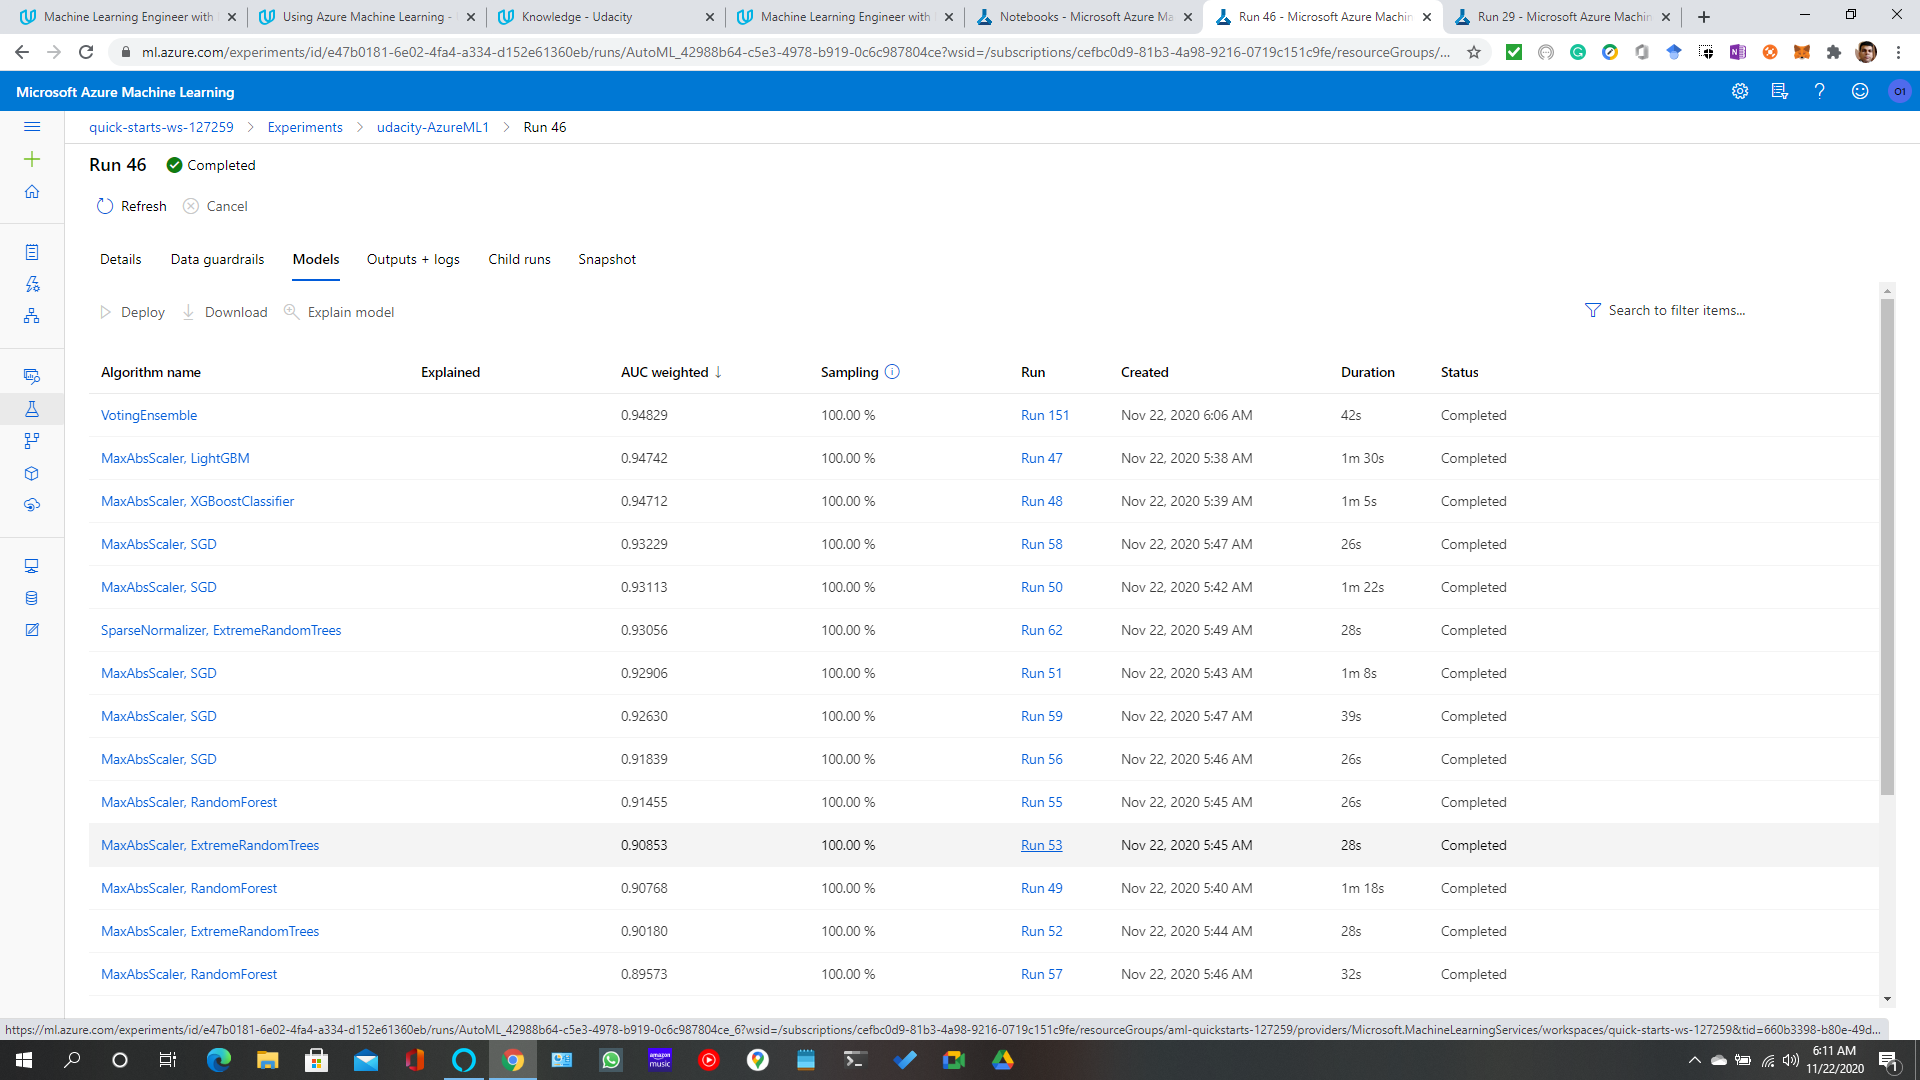 Machine Learning Engineer with
Using Azure Machine Learning -
Knowledge - Udacity
Machine Learning Engineer with
Notebooks - Microsoft Azure Ma
Run 46 - Microsoft Azure Machin
Run 29 - Microsoft Azure Machin
ml.azure.com/experiments/id/e47b0181-6e02-4fa4-a334-d152e61360eb/runs/AutoML_42988b64-c5e3-4978-b919-0c6c987804ce?wsid=/subscriptions/cefbc0d9-81b3-4a98-9216-0719c151c9fe/resourceGroups/...
Microsoft Azure Machine Learning
O1
quick-starts-ws-127259 > Experiments > udacity-AzureML1 > Run 46
Run 46 Completed
Refresh Cancel
Details Data guardrails Models Outputs + logs Child runs Snapshot
Deploy Download Explain model Search to filter items...
Algorithm name Explained AUC weighted ↓ Sampling Run Created Duration Status
VotingEnsemble 0.94829 100.00 % Run 151 Nov 22, 2020 6:06 AM 42s Completed
MaxAbsScaler, LightGBM 0.94742 100.00 % Run 47 Nov 22, 2020 5:38 AM 1m 30s Completed
MaxAbsScaler, XGBoostClassifier 0.94712 100.00 % Run 48 Nov 22, 2020 5:39 AM 1m 5s Completed
MaxAbsScaler, SGD 0.93229 100.00 % Run 58 Nov 22, 2020 5:47 AM 26s Completed
MaxAbsScaler, SGD 0.93113 100.00 % Run 50 Nov 22, 2020 5:42 AM 1m 22s Completed
SparseNormalizer, ExtremeRandomTrees 0.93056 100.00 % Run 62 Nov 22, 2020 5:49 AM 28s Completed
MaxAbsScaler, SGD 0.92906 100.00 % Run 51 Nov 22, 2020 5:43 AM 1m 8s Completed
MaxAbsScaler, SGD 0.92630 100.00 % Run 59 Nov 22, 2020 5:47 AM 39s Completed
MaxAbsScaler, SGD 0.91839 100.00 % Run 56 Nov 22, 2020 5:46 AM 26s Completed
MaxAbsScaler, RandomForest 0.91455 100.00 % Run 55 Nov 22, 2020 5:45 AM 26s Completed
MaxAbsScaler, ExtremeRandomTrees 0.90853 100.00 % Run 53 Nov 22, 2020 5:45 AM 28s Completed
MaxAbsScaler, RandomForest 0.90768 100.00 % Run 49 Nov 22, 2020 5:40 AM 1m 18s Completed
MaxAbsScaler, ExtremeRandomTrees 0.90180 100.00 % Run 52 Nov 22, 2020 5:44 AM 28s Completed
MaxAbsScaler, RandomForest 0.89573 100.00 % Run 57 Nov 22, 2020 5:46 AM 32s Completed
https://ml.azure.com/experiments/id/e47b0181-6e02-4fa4-a334-d152e61360eb/runs/AutoML_42988b64-c5e3-4978-b919-0c6c987804ce_6?wsid=/subscriptions/cefbc0d9-81b3-4a98-9216-0719c151c9fe/resourceGroups/aml-quickstarts-127259/providers/Microsoft.MachineLearningServices/workspaces/quick-starts-ws-127259&tid=660b3398-b80e-49d...
amazon
music
6:11 AM
11/22/2020
1